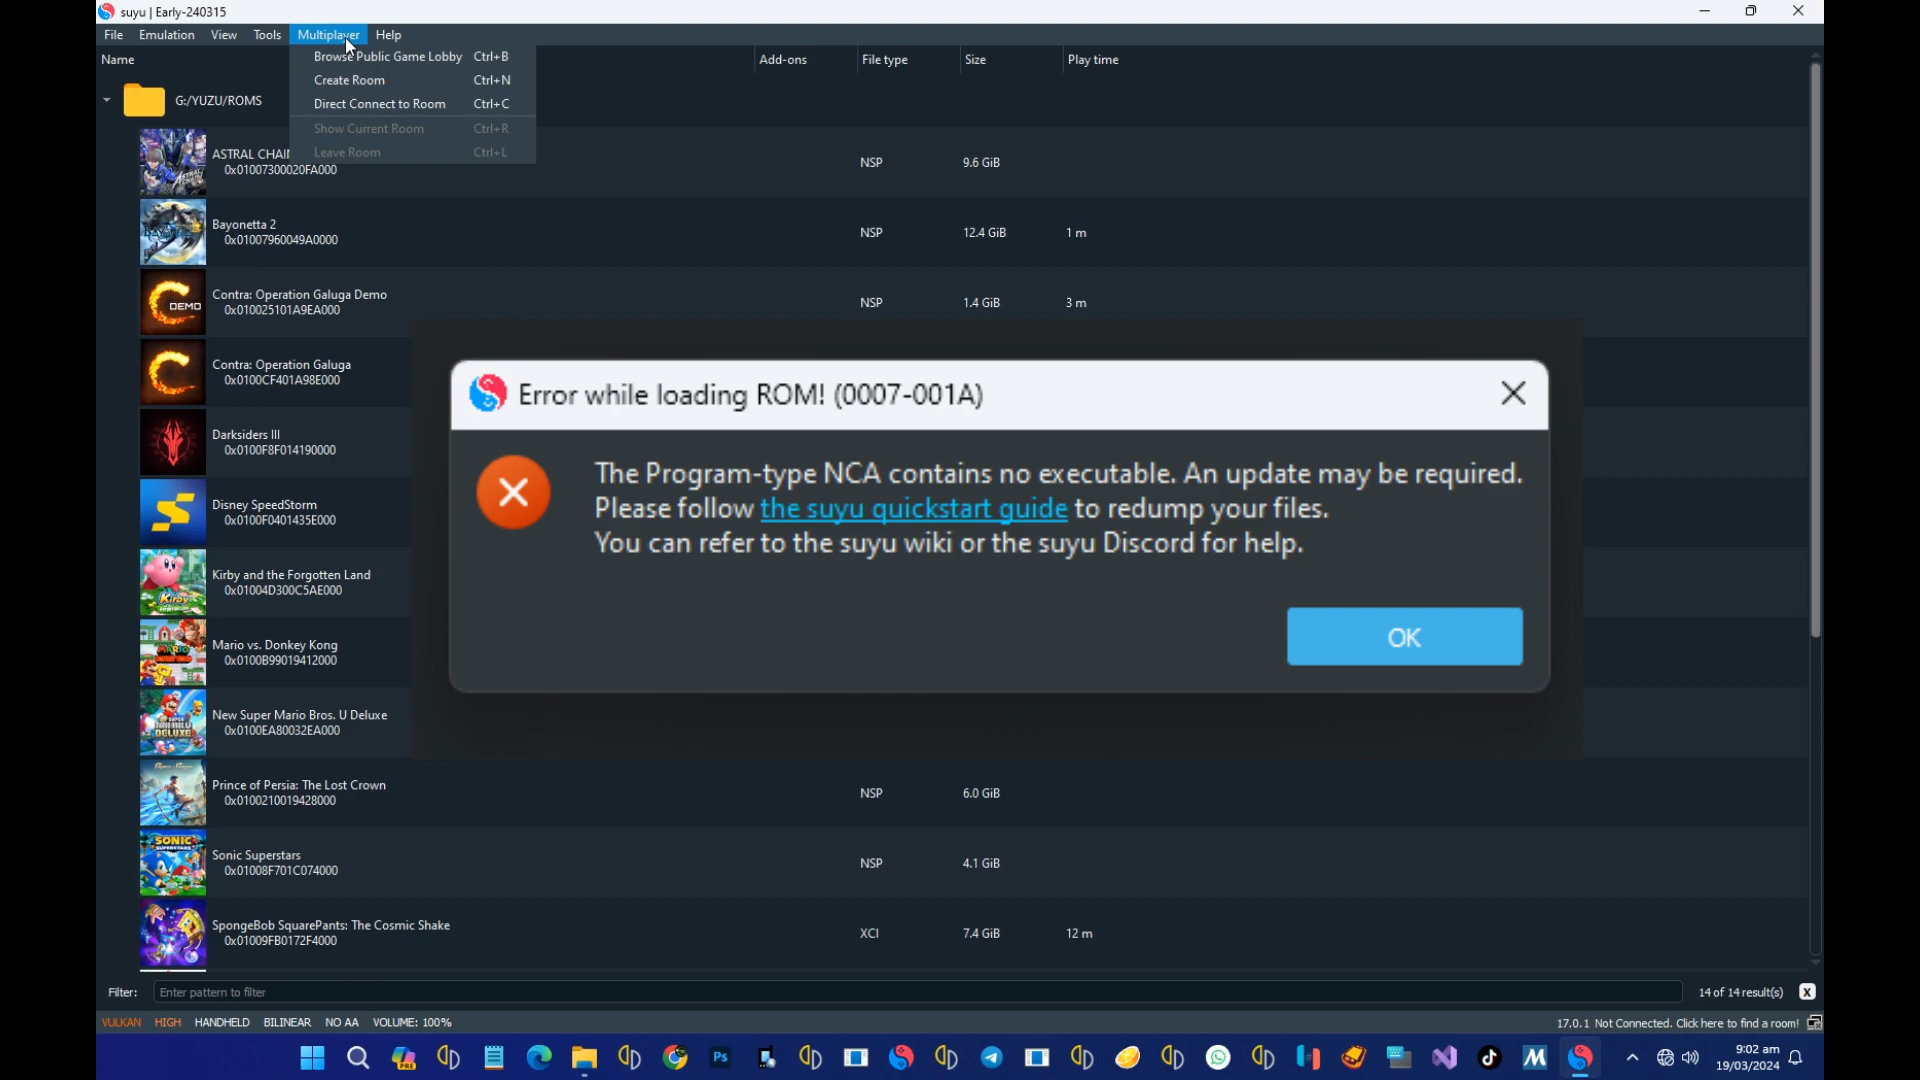 suyu | Early-240315
File Emulation View Tools Multiplayer Help
Name Add-ons File type Size Play time
Browse Public Game Lobby Ctrl+B
Create Room Ctrl+N
Direct Connect to Room Ctrl+C
Show Current Room Ctrl+R
Leave Room Ctrl+L
G:/YUZU/ROMS
ASTRAL CHAIN
0x01007300020FA000
NSP 9.6 GiB
Bayonetta 2
0x01007960049A0000
NSP 12.4 GiB 1 m
DEMO
Contra: Operation Galuga Demo
0x010025101A9EA000
NSP 1.4 GiB 3 m
Contra: Operation Galuga
0x0100CF401A98E000
Darksiders III
0x0100F8F014190000
Disney SpeedStorm
0x0100F0401435E000
Kirby and the Forgotten Land
0x01004D300C5AE000
Mario vs. Donkey Kong
0x0100B99019412000
New Super Mario Bros. U Deluxe
0x0100EA80032EA000
Prince of Persia: The Lost Crown
0x0100210019428000
NSP 6.0 GiB
SONIC
Sonic Superstars
0x01008F701C074000
NSP 4.1 GiB
SpongeBob SquarePants: The Cosmic Shake
0x01009FB0172F4000
XCI 7.4 GiB 12 m
Error while loading ROM! (0007-001A)
The Program-type NCA contains no executable. An update may be required.
Please follow the suyu quickstart guide to redump your files.
You can refer to the suyu wiki or the suyu Discord for help.
OK
Filter: Enter pattern to filter 14 of 14 result(s) X
VULKAN HIGH HANDHELD BILINEAR NO AA VOLUME: 100%
17.0.1 Not Connected. Click here to find a room!
PRE Ps
9:02 am
19/03/2024